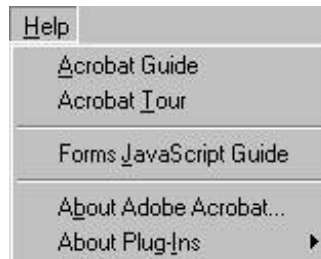 Help
Acrobat Guide
Acrobat Tour
Forms JavaScript Guide
About Adobe Acrobat...
About Plug-Ins